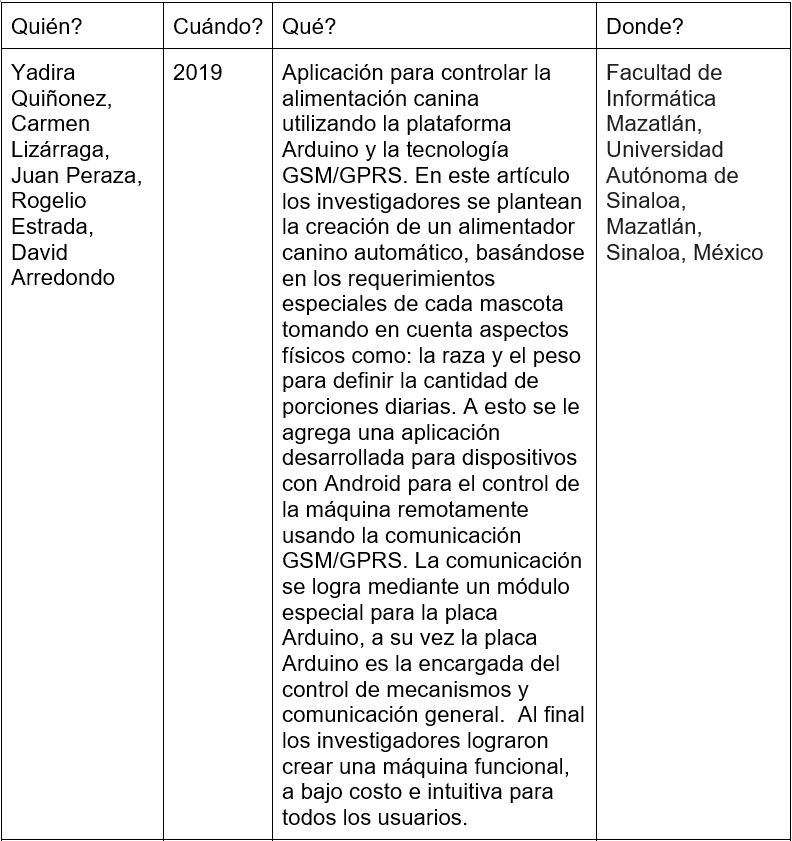 Quién?
Cuándo?
Qué?
Donde?
Yadira
Quiñonez,
Carmen
Lizárraga,
Juan Peraza,
Rogelio
Estrada,
David
Arredondo
2019
Aplicación para controlar la
alimentación canina
utilizando la plataforma
Arduino y la tecnología
GSM/GPRS. En este artículo
los investigadores se plantean
la creación de un alimentador
canino automático, basándose
en los requerimientos
especiales de cada mascota
tomando en cuenta aspectos
físicos como: la raza y el peso
para definir la cantidad de
porciones diarias. A esto se le
agrega una aplicación
desarrollada para dispositivos
con Android para el control de
la máquina remotamente
usando la comunicación
GSM/GPRS. La comunicación
se logra mediante un módulo
especial para la placa
Arduino, a su vez la placa
Arduino es la encargada del
control de mecanismos y
comunicación general.  Al final
los investigadores lograron
crear una máquina funcional,
a bajo costo e intuitiva para
todos los usuarios.
Facultad de
Informática
Mazatlán,
Universidad
Autónoma de
Sinaloa,
Mazatlán,
Sinaloa, México